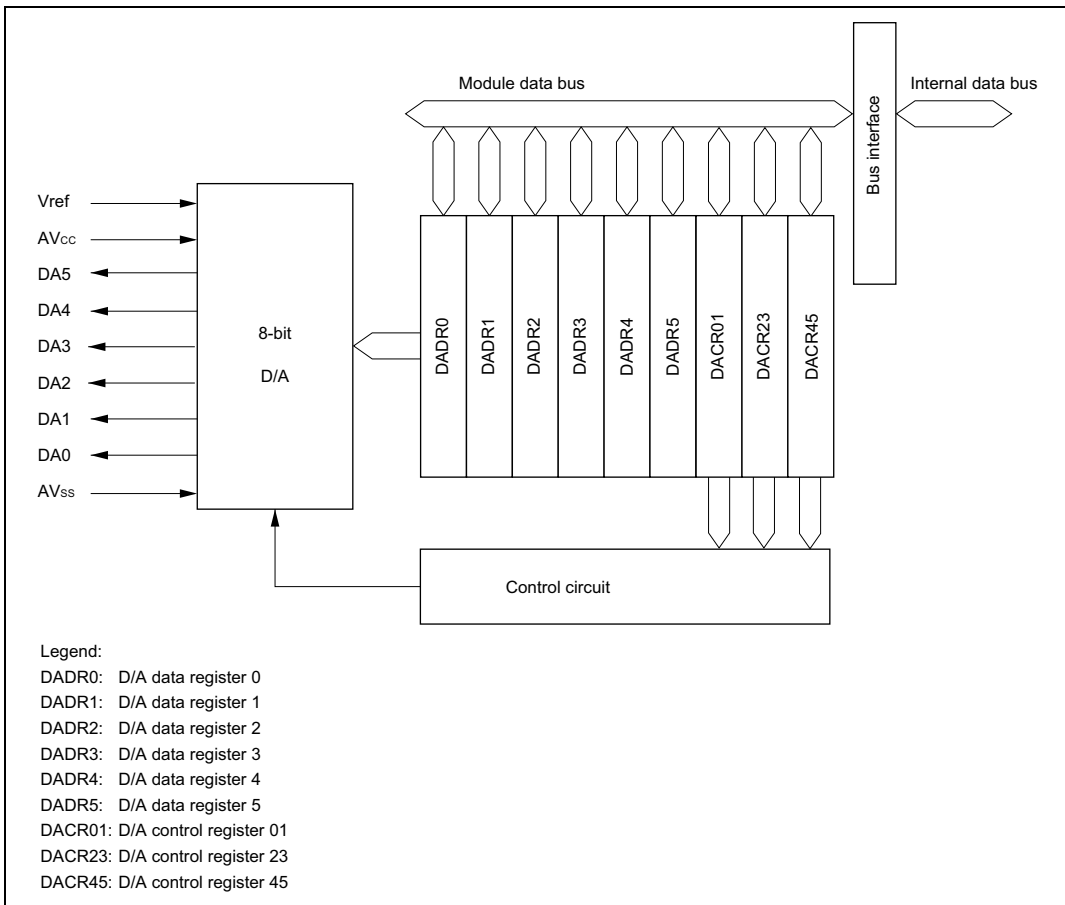 Module data bus
Internal data bus
Bus interface
Vref
AVCC
DA5
DA4
DA3
DA2
DA1
DA0
AVSS
8-bit
D/A
DADR0
DADR1
DADR2
DADR3
DADR4
DADR5
DACR01
DACR23
DACR45
Control circuit
Legend:
DADR0: D/A data register 0
DADR1: D/A data register 1
DADR2: D/A data register 2
DADR3: D/A data register 3
DADR4: D/A data register 4
DADR5: D/A data register 5
DACR01: D/A control register 01
DACR23: D/A control register 23
DACR45: D/A control register 45